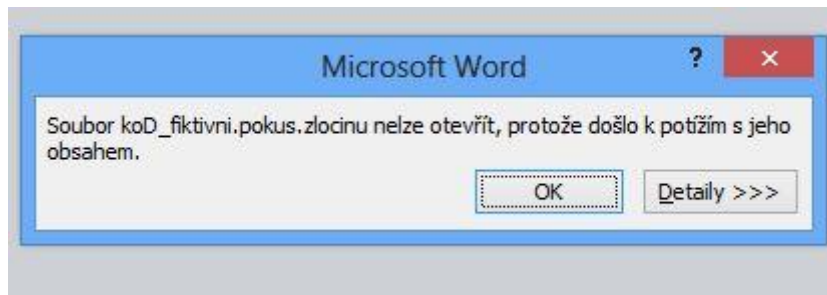 Microsoft Word
?
×
Soubor koD_fiktivni.pokus.zlocinu nelze otevřít, protože došlo k potížím s jeho
obsahem.
OK
Detaily >>>